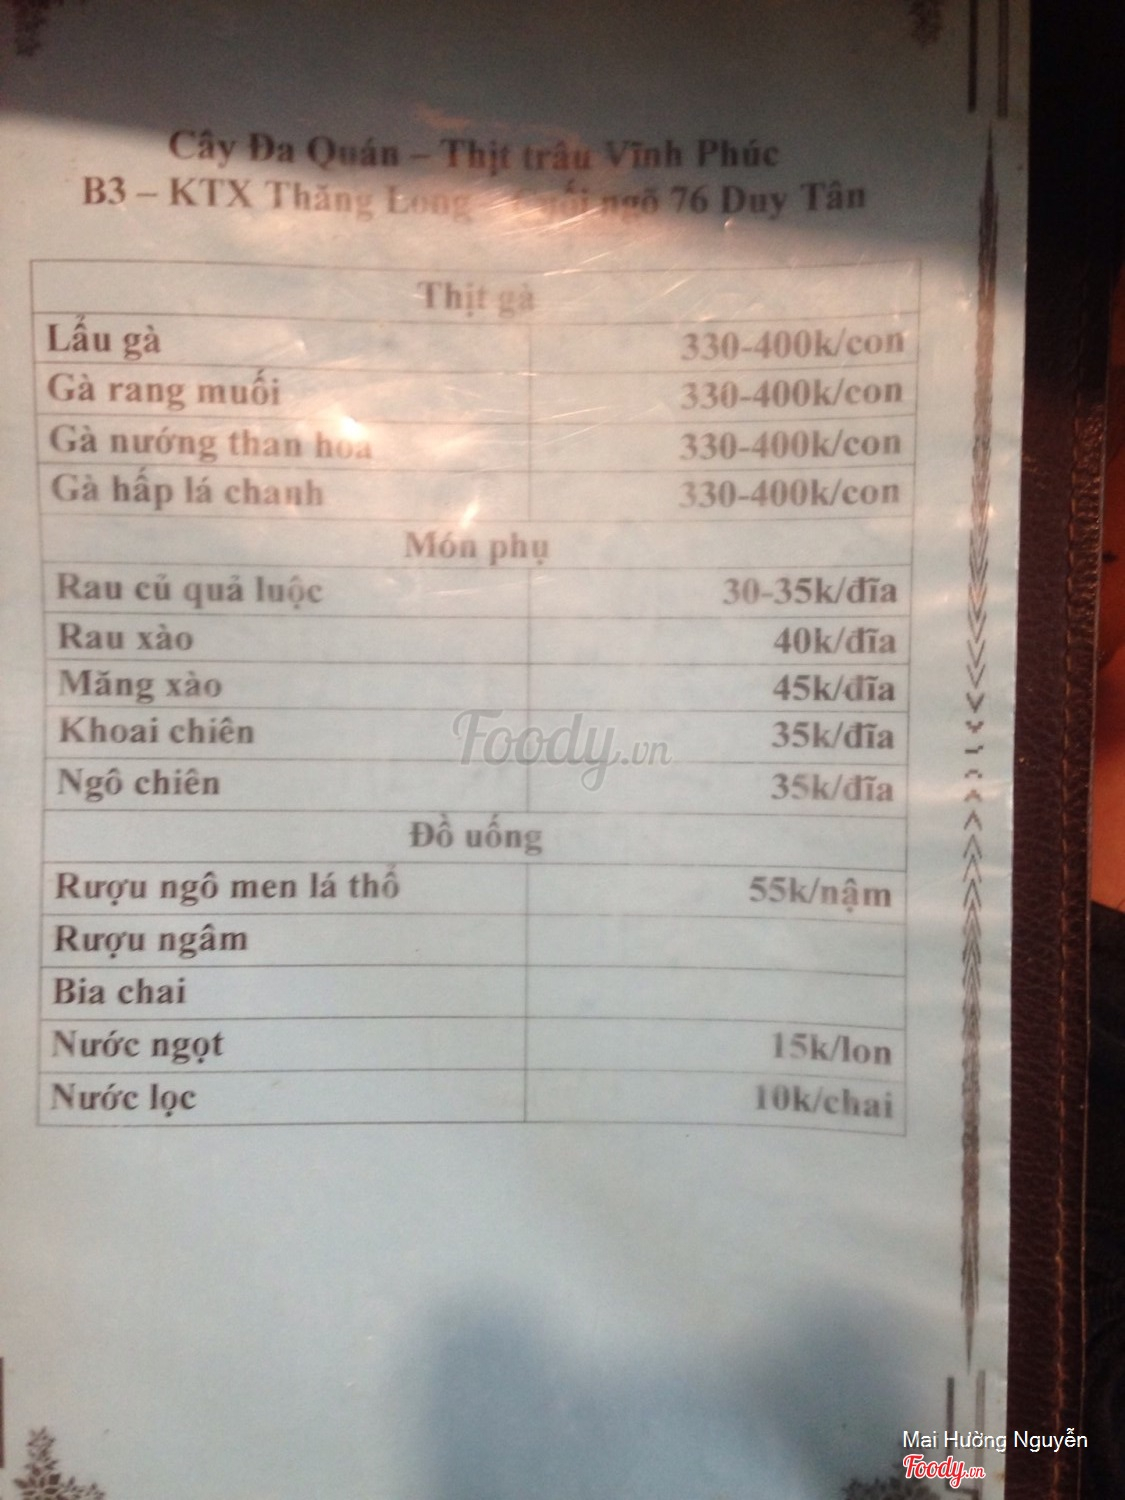 Cây Đa Quán – Thịt trâu Vĩnh Phúc
B3 – KTX Thăng Long – Cuối ngõ 76 Duy Tân
Thịt gà
Lẩu gà 330-400k/con
Gà rang muối 330-400k/con
Gà nướng than hoa 330-400k/con
Gà hấp lá chanh 330-400k/con
Món phụ
Rau củ quả luộc 30-35k/đĩa
Rau xào 40k/đĩa
Măng xào 45k/đĩa
Khoai chiên 35k/đĩa
Ngô chiên 35k/đĩa
Đồ uống
Rượu ngô men lá thổ 55k/nậm
Rượu ngâm
Bia chai
Nước ngọt 15k/lon
Nước lọc 10k/chai
Foody.vn
Mai Hường Nguyễn
Foody.vn